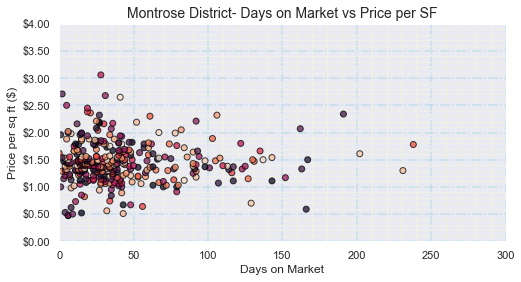 Montrose District- Days on Market vs Price per SF
$4.00
$3.50
$3.00
$2.50
$2.00
$1.50
$1.00
$0.50
$0.00
Price per sq ft ($)
0 50 100 150 200 250 300
Days on Market